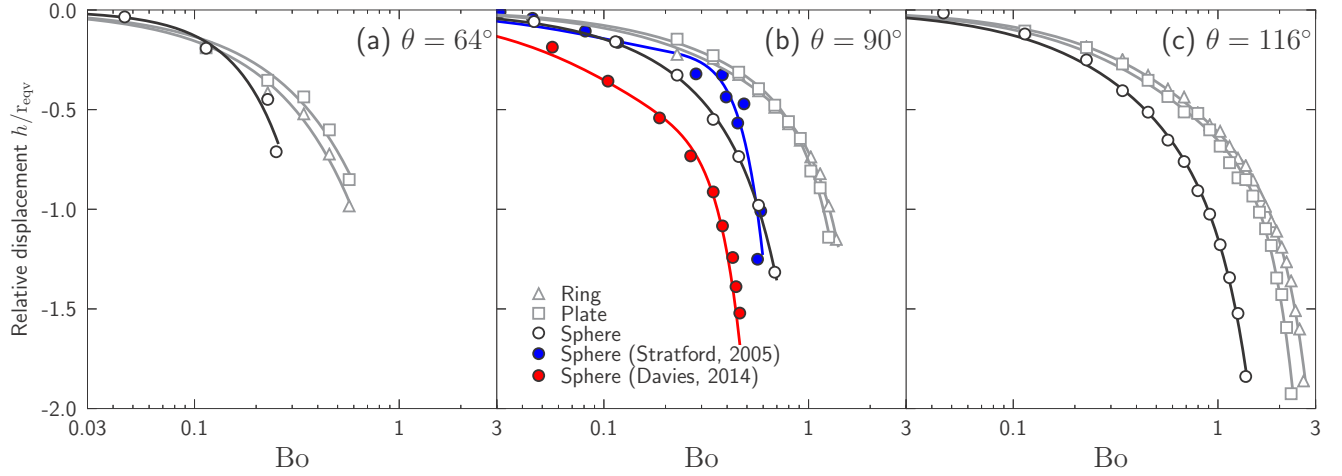 0.0
-0.5
-1.0
-1.5
-2.0
Relative displacement h/r_eqv
(a) θ = 64°
(b) θ = 90°
(c) θ = 116°
Ring
Plate
Sphere
Sphere (Stratford, 2005)
Sphere (Davies, 2014)
0.03 0.1 1 3 0.1 1 3 0.1 1 3
Bo Bo Bo